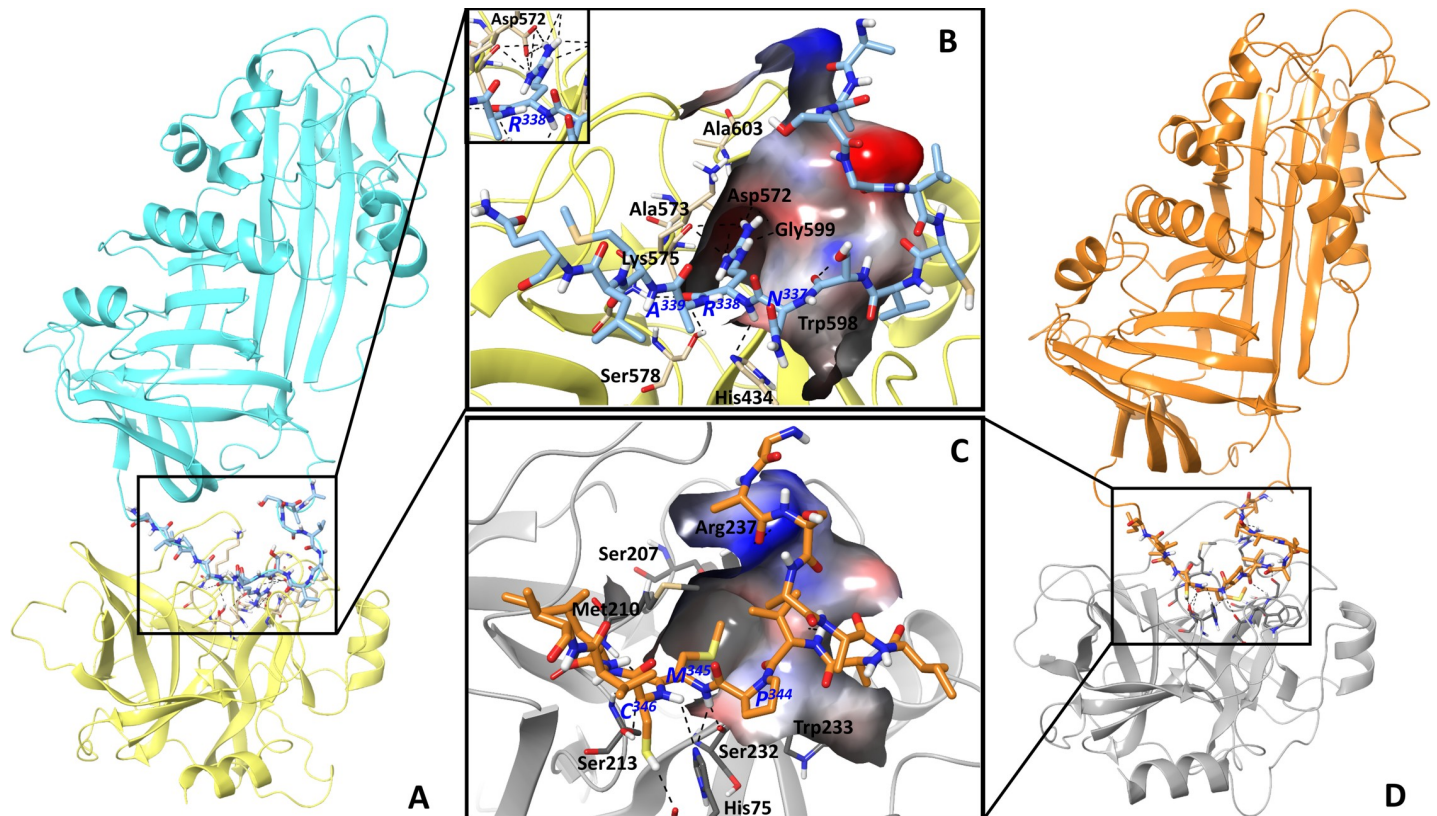 Asp572
R338
B
Ala603
Asp572
Ala573
Gly599
Lys575
A339
R338
N337
Trp598
Ser578
His434
C
Arg237
Ser207
Met210
M345
P344
C346
Trp233
Ser232
Ser213
His75
A
D